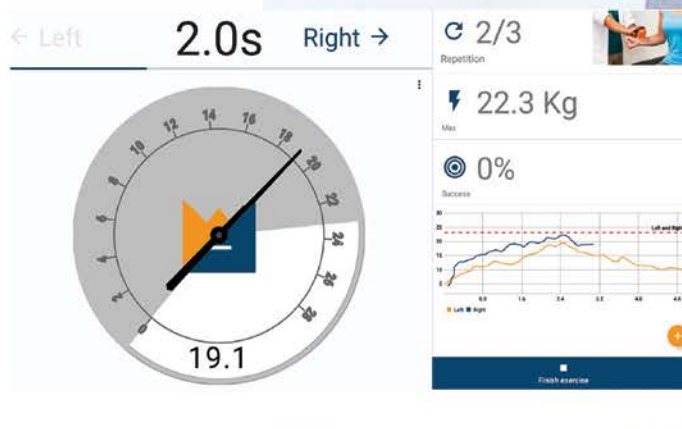 ← Left 2.0s Right →
2/3
Repetition
22.3 Kg
Max
0%
Success
0 2 4 6 8 10 12 14 16 18 20 22 24 26 28
19.1
Left and Right
Left Right
Finish exercise